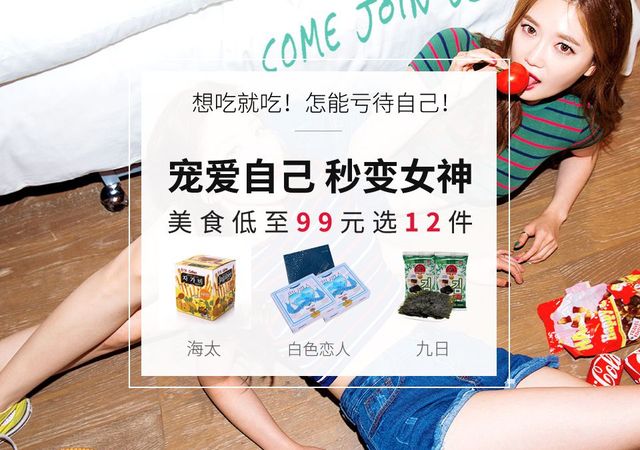 COME JOIN US
想吃就吃！怎能亏待自己！
宠爱自己 秒变女神
美食低至99元选12件
海太
白色恋人
九日